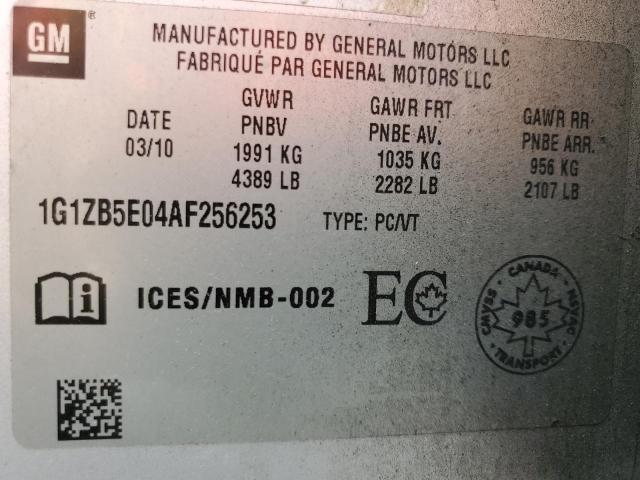 GM
MANUFACTURED BY GENERAL MOTORS LLC
FABRIQUÉ PAR GENERAL MOTORS LLC
DATE
03/10
GVWR
PNBV
1991 KG
4389 LB
GAWR FRT
PNBE AV.
1035 KG
2282 LB
GAWR RR
PNBE ARR.
956 KG
2107 LB
1G1ZB5E04AF256253 TYPE: PC/VT
i ICES/NMB-002 EC
CANADA
CMVSS 985 NSVAC
TRANSPORT